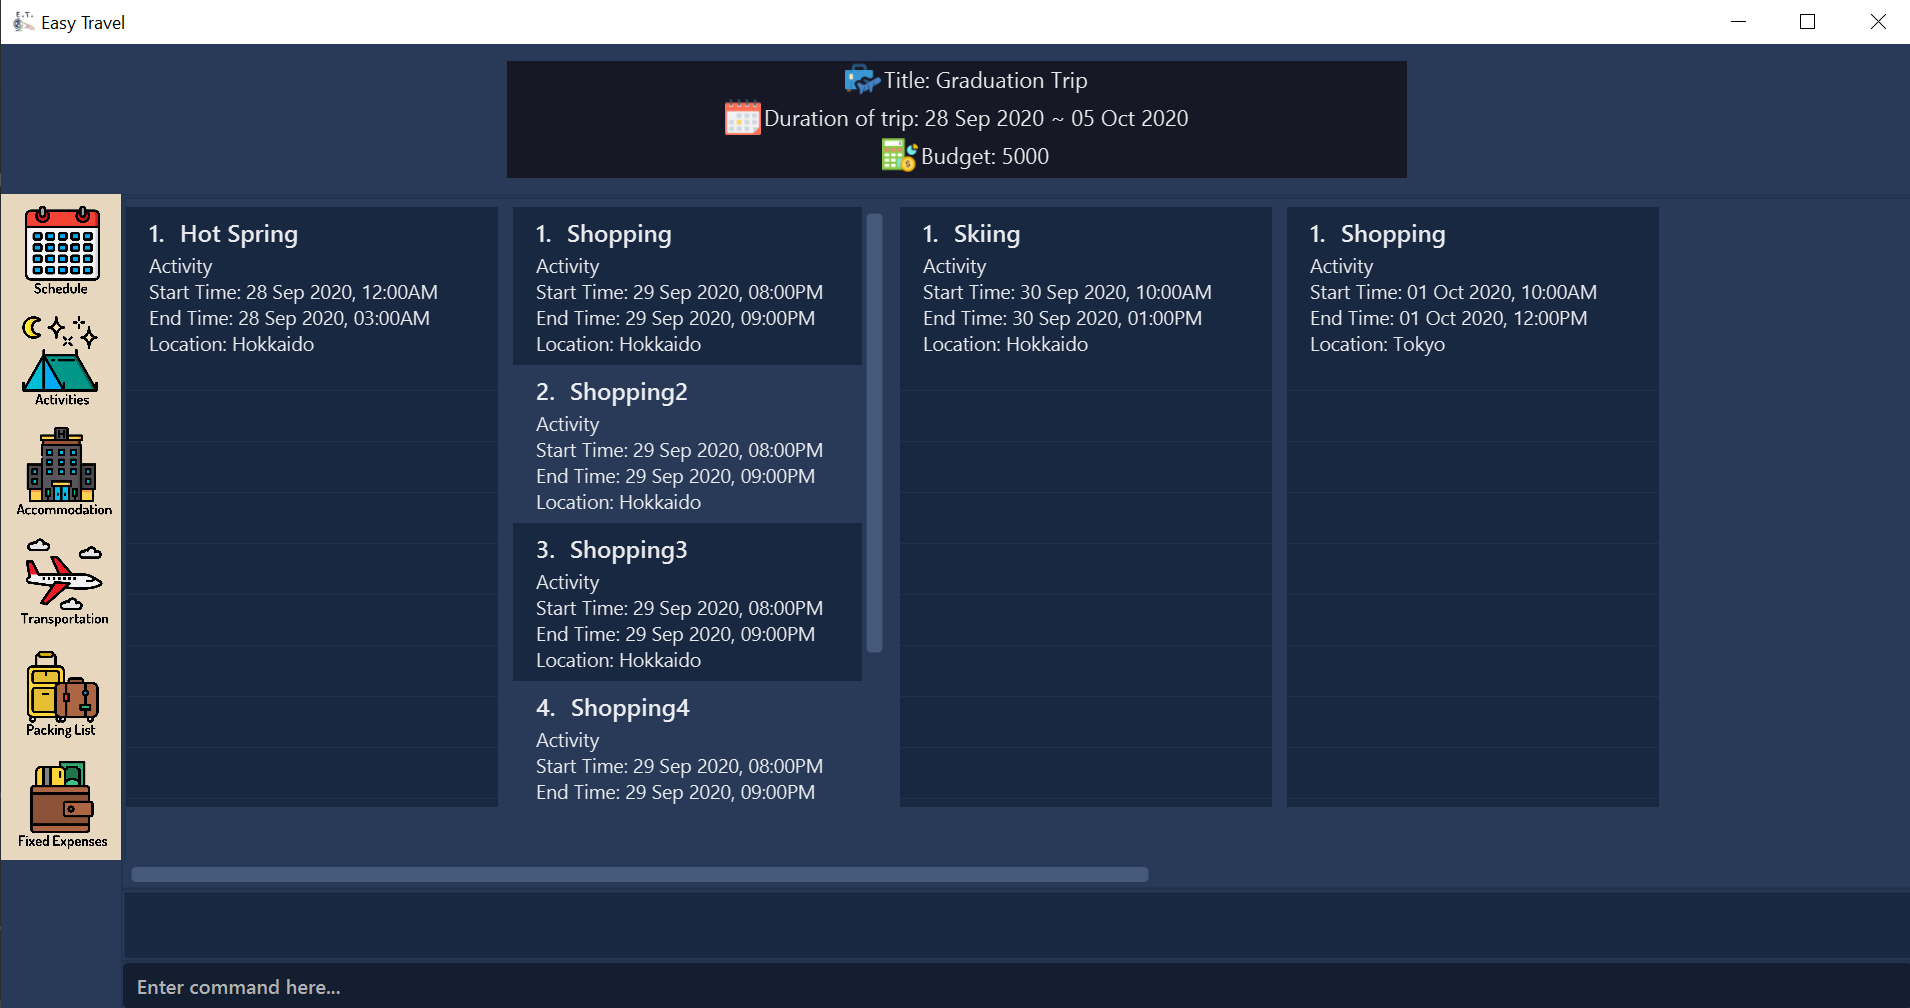 E.T.
Easy Travel
Title: Graduation Trip
Duration of trip: 28 Sep 2020 ~ 05 Oct 2020
Budget: 5000
Schedule
Activities
H
Accommodation
Transportation
Packing List
Fixed Expenses
1. Hot Spring
Activity
Start Time: 28 Sep 2020, 12:00AM
End Time: 28 Sep 2020, 03:00AM
Location: Hokkaido
1. Shopping
Activity
Start Time: 29 Sep 2020, 08:00PM
End Time: 29 Sep 2020, 09:00PM
Location: Hokkaido
2. Shopping2
Activity
Start Time: 29 Sep 2020, 08:00PM
End Time: 29 Sep 2020, 09:00PM
Location: Hokkaido
3. Shopping3
Activity
Start Time: 29 Sep 2020, 08:00PM
End Time: 29 Sep 2020, 09:00PM
Location: Hokkaido
4. Shopping4
Activity
Start Time: 29 Sep 2020, 08:00PM
End Time: 29 Sep 2020, 09:00PM
1. Skiing
Activity
Start Time: 30 Sep 2020, 10:00AM
End Time: 30 Sep 2020, 01:00PM
Location: Hokkaido
1. Shopping
Activity
Start Time: 01 Oct 2020, 10:00AM
End Time: 01 Oct 2020, 12:00PM
Location: Tokyo
Enter command here...